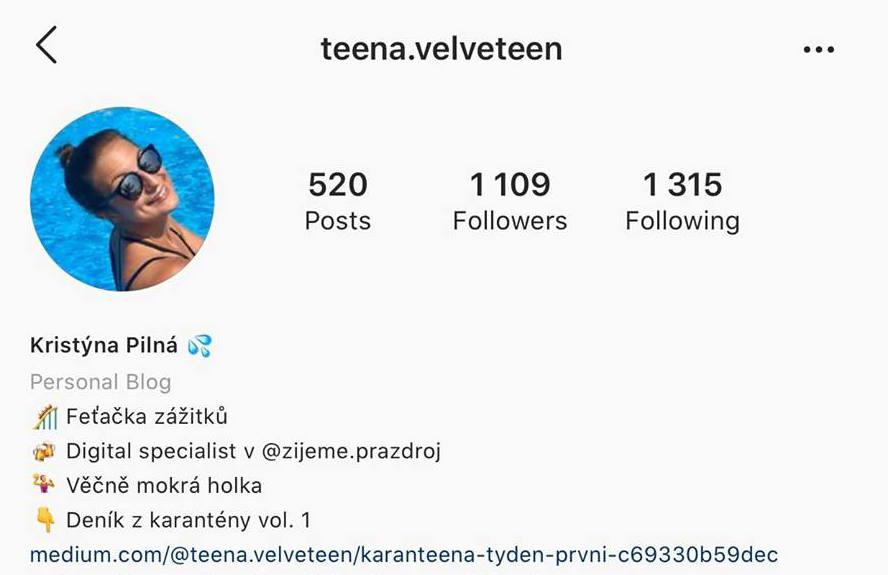 teena.velveteen
520
Posts
1 109
Followers
1 315
Following
Kristýna Pilná 💦
Personal Blog
🎢 Feťačka zážitků
🍻 Digital specialist v @zijeme.prazdroj
🤽‍♀️ Věčně mokrá holka
👇 Deník z karantény vol. 1
medium.com/@teena.velveteen/karanteena-tyden-prvni-c69330b59dec